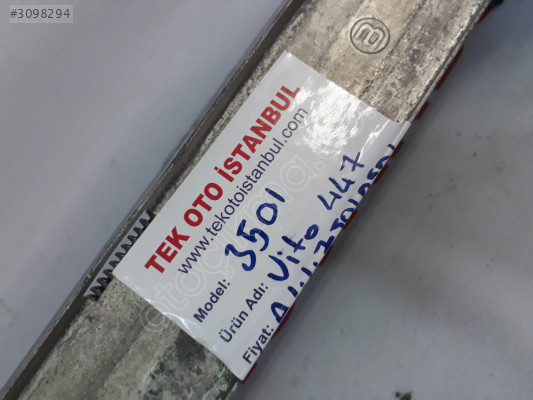 #3098294
TEK OTO İSTANBUL
www.tekotoistanbul.com
Model: 3501
Ürün Adı: Vito 447
Fiyat: